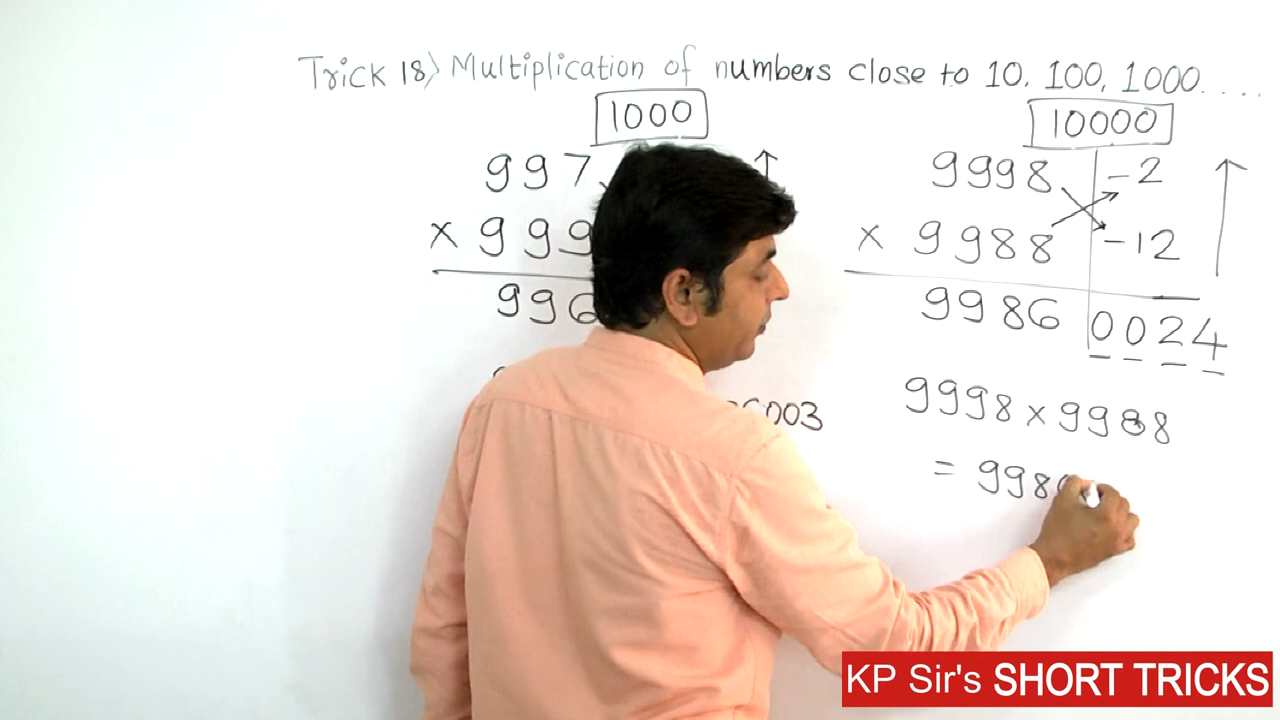 Trick 18) Multiplication of numbers close to 10, 100, 1000.....
1000
997
× 999
996
96003
10000
9998 -2
× 9988 -12
9986 0024
9998 × 9988
= 998
KP Sir's SHORT TRICKS